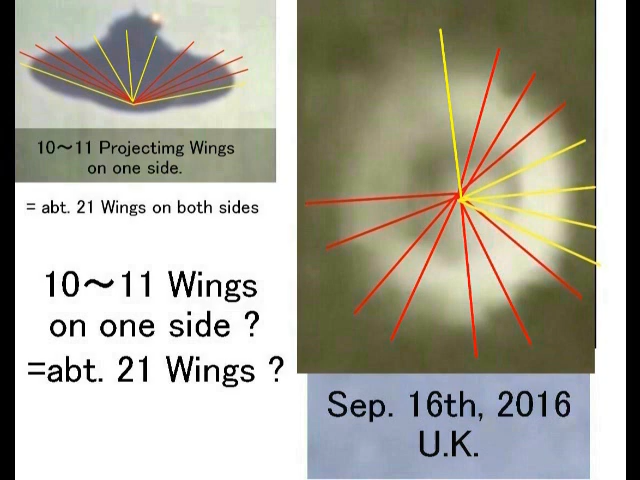 10～11 Projectimg Wings
on one side.
= abt. 21 Wings on both sides
10～11 Wings
on one side ?
=abt. 21 Wings ?
Sep. 16th, 2016
U.K.